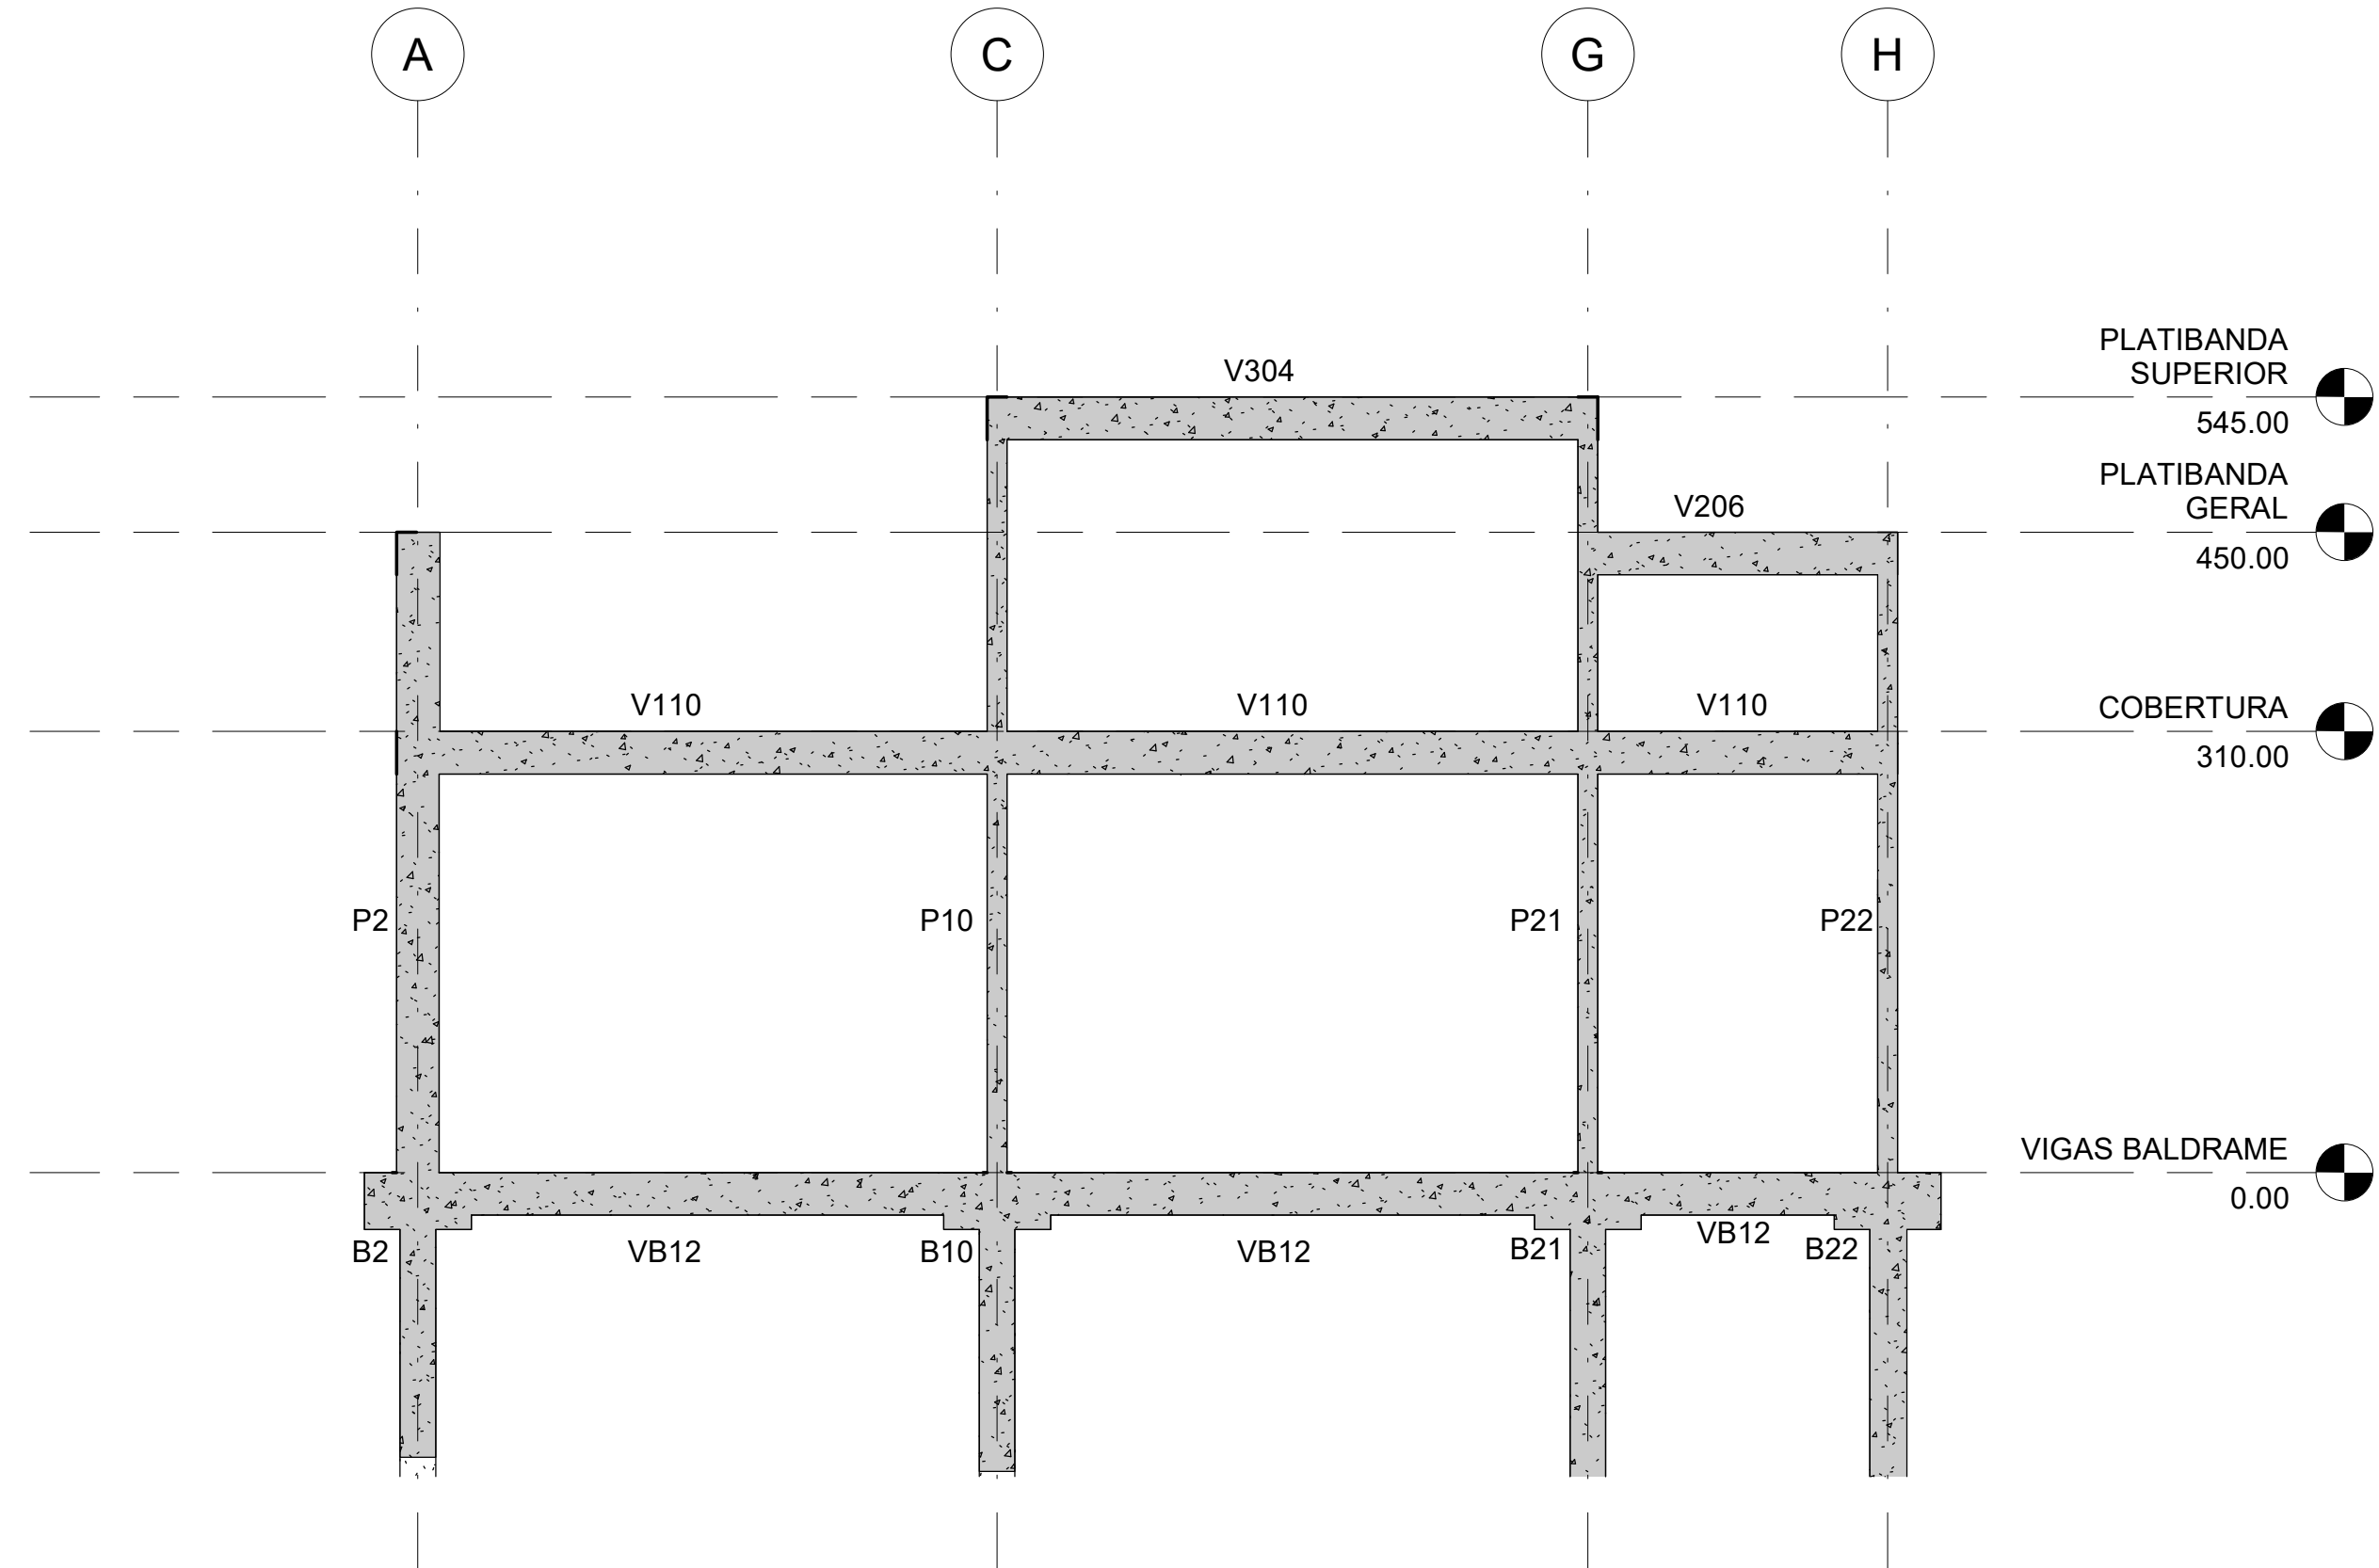 A
C
G
H
PLATIBANDA
SUPERIOR
545.00
V304
PLATIBANDA
GERAL
450.00
V206
V110
V110
V110
COBERTURA
310.00
P2
P10
P21
P22
VIGAS BALDRAME
0.00
B2
VB12
B10
VB12
B21
VB12
B22